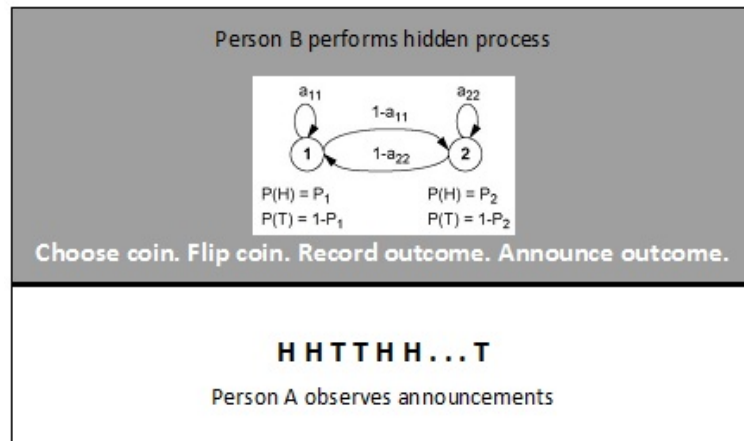 Person B performs hidden process
a₁₁ a₂₂
1-a₁₁
1 2
1-a₂₂
P(H) = P₁ P(H) = P₂
P(T) = 1-P₁ P(T) = 1-P₂
Choose coin. Flip coin. Record outcome. Announce outcome.
H H T T H H . . . T
Person A observes announcements